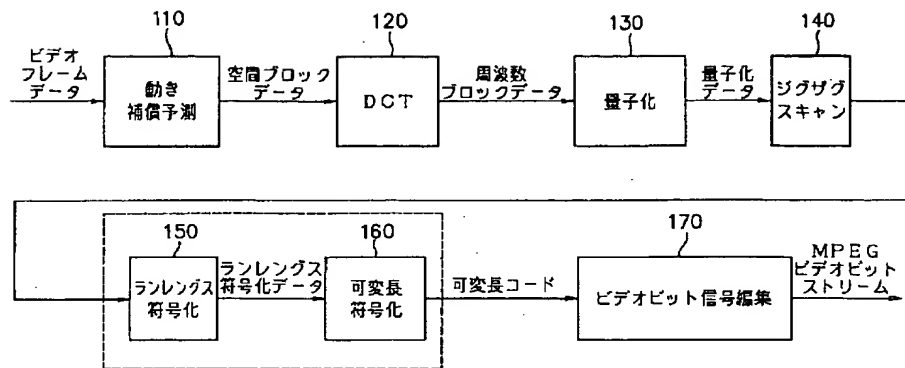 110
120
130
140
ビデオ
フレーム
データ
動き
補償予測
空間ブロック
データ
DCT
周波数
ブロックデータ
量子化
量子化
データ
ジグザグ
スキャン
150
160
170
ランレングス
符号化
ランレングス
符号化データ
可変長
符号化
可変長コード
ビデオビット信号編集
MPEG
ビデオビット
ストリーム